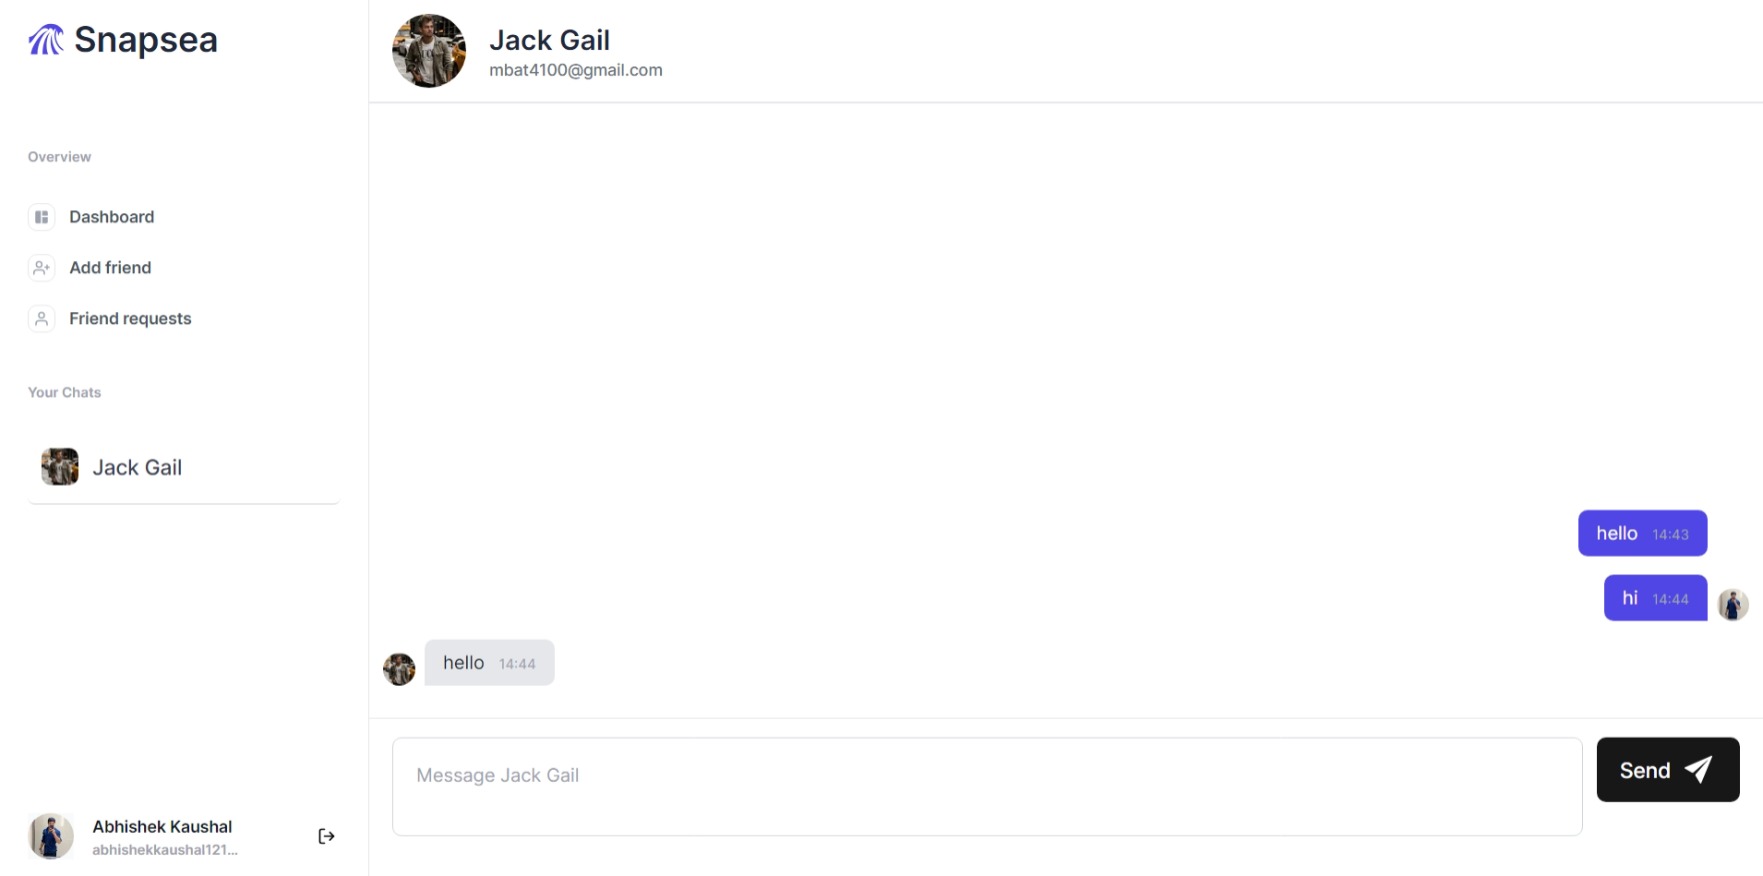 Snapsea
Overview
Dashboard
Add friend
Friend requests
Your Chats
Jack Gail
Abhishek Kaushal
abhishekkaushal121...
Jack Gail
mbat4100@gmail.com
hello 14:43
hi 14:44
hello 14:44
Message Jack Gail
Send